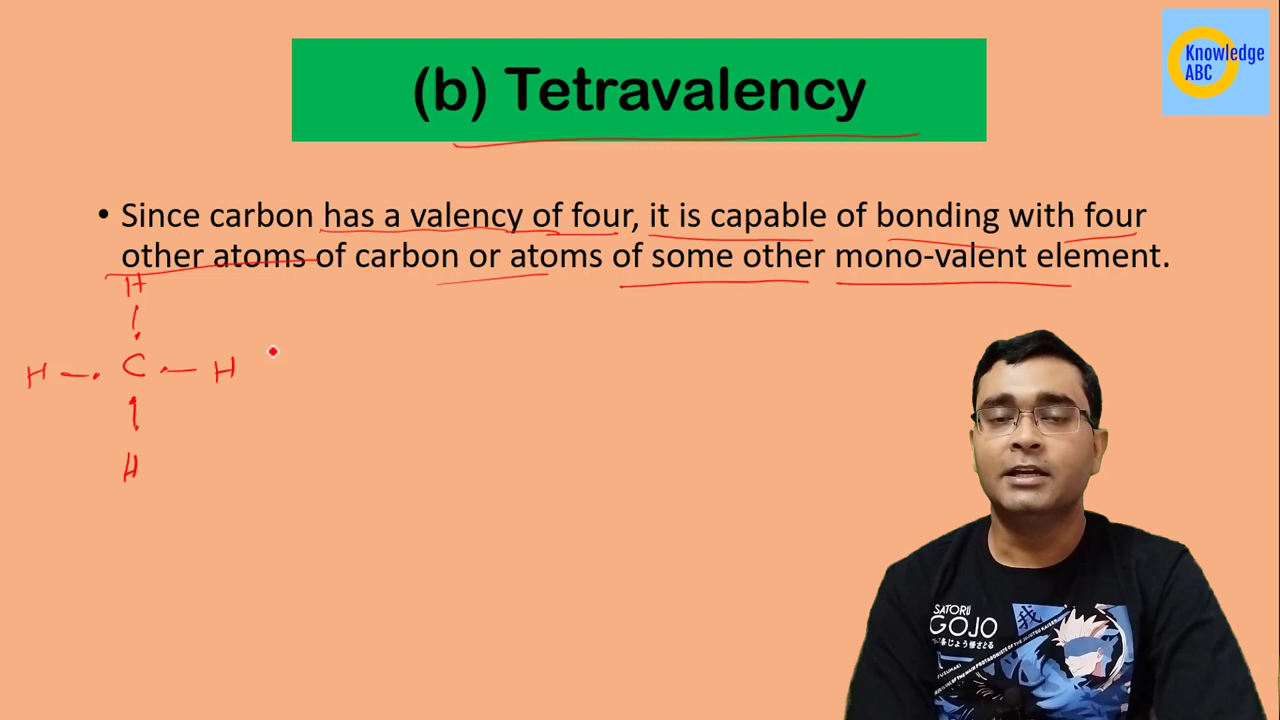 (b) Tetravalency
Knowledge
ABC
• Since carbon has a valency of four, it is capable of bonding with four
other atoms of carbon or atoms of some other mono-valent element.
H
H C H
H
SATORU
GOJO
我